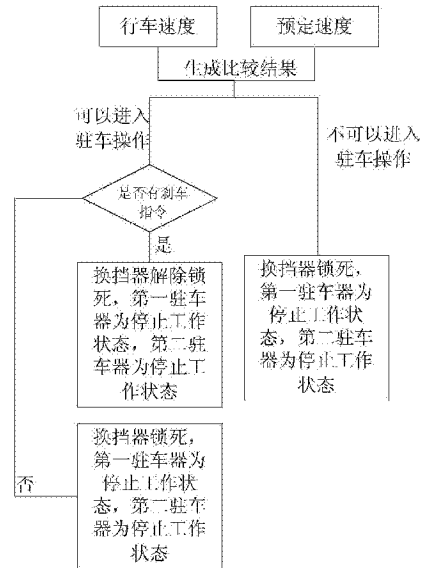 行车速度
预定速度
生成比较结果
可以进入
驻车操作
不可以进入
驻车操作
是否有刹车
指令
是
换挡器解除锁
死，第一驻车
器为停止工作
状态，第二驻
车器为停止工
作状态
换挡器锁死，
第一驻车器为
停止工作状
态，第二驻车
器为停止工作
状态
否
换挡器锁死，
第一驻车器为
停止工作状
态，第二驻车
器为停止工作
状态